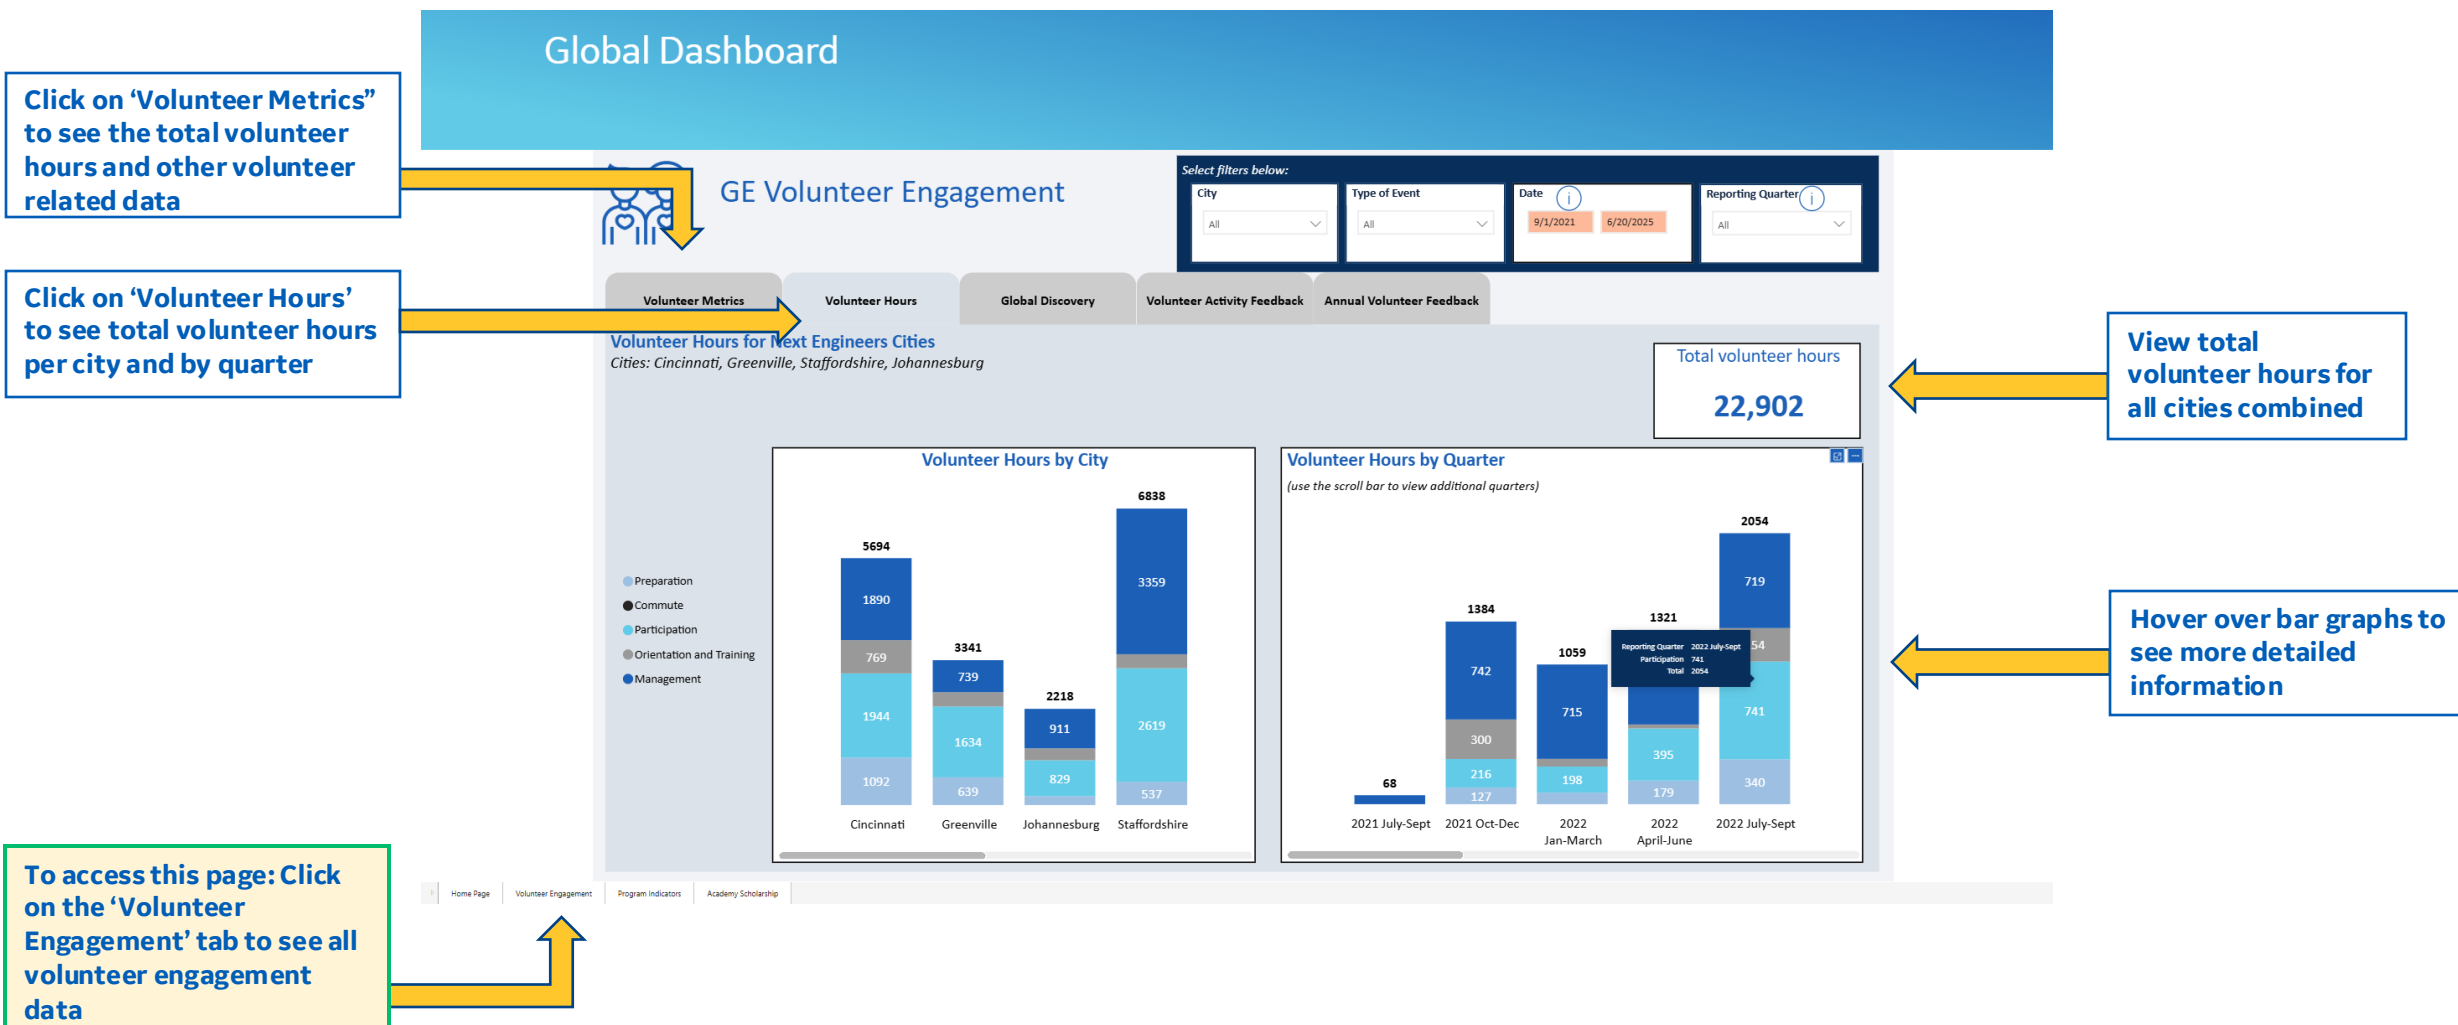 Global Dashboard
Click on ‘Volunteer Metrics”
to see the total volunteer
hours and other volunteer
related data
GE Volunteer Engagement
Select filters below:
City
All
Type of Event
All
Date
i
9/1/2021
6/20/2025
Reporting Quarter
i
All
Click on ‘Volunteer Hours’
to see total volunteer hours
per city and by quarter
Volunteer Metrics
Volunteer Hours
Global Discovery
Volunteer Activity Feedback
Annual Volunteer Feedback
Volunteer Hours for Next Engineers Cities
Cities: Cincinnati, Greenville, Staffordshire, Johannesburg
Total volunteer hours
22,902
View total
volunteer hours for
all cities combined
Preparation
Commute
Participation
Orientation and Training
Management
Volunteer Hours by City
5694
1890
769
1944
1092
3341
739
1634
639
2218
911
829
6838
3359
2619
537
Cincinnati
Greenville
Johannesburg
Staffordshire
Volunteer Hours by Quarter
(use the scroll bar to view additional quarters)
68
1384
742
300
216
127
1059
715
198
1321
395
179
2054
719
54
741
340
Reporting Quarter 2022 July-Sept
Participation 741
Total 2054
2021 July-Sept
2021 Oct-Dec
2022
Jan-March
2022
April-June
2022 July-Sept
Hover over bar graphs to
see more detailed
information
To access this page: Click
on the ‘Volunteer
Engagement’ tab to see all
volunteer engagement
data
Home Page
Volunteer Engagement
Program Indicators
Academy Scholarship